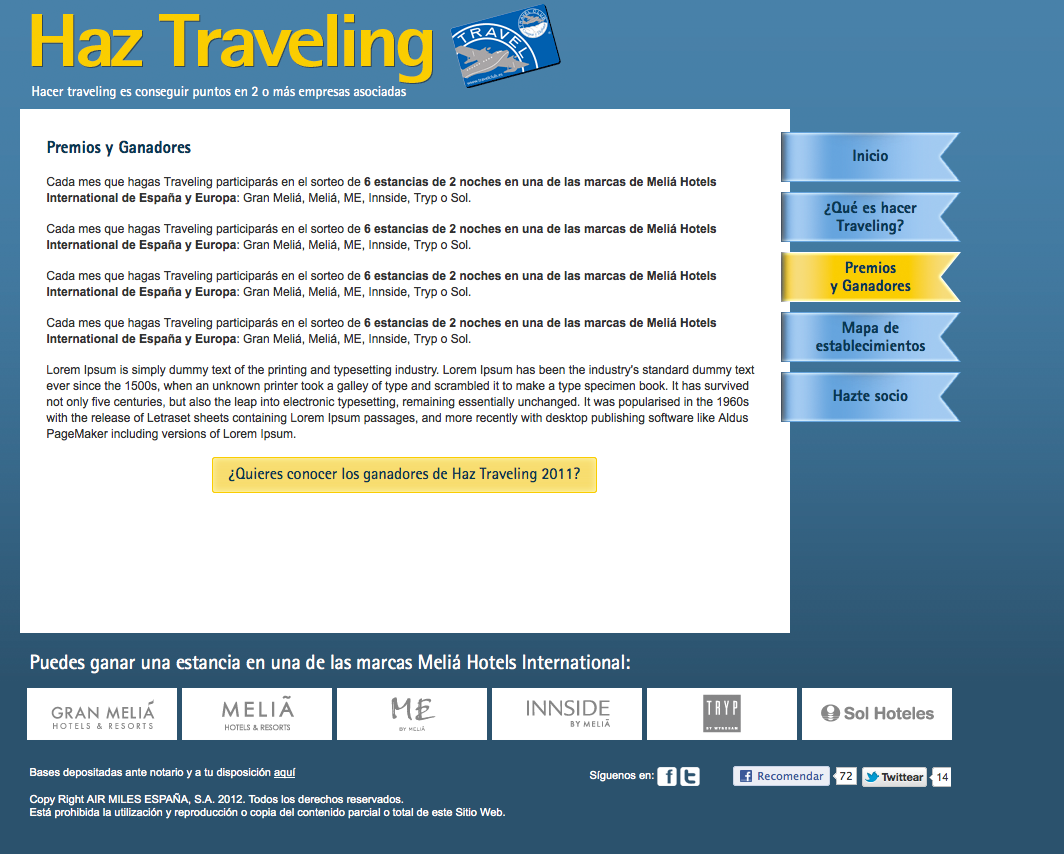 Haz Traveling
TRAVEL
TRAVEL CLUB
www.travelclub.es
Hacer traveling es conseguir puntos en 2 o más empresas asociadas
Premios y Ganadores
Cada mes que hagas Traveling participarás en el sorteo de 6 estancias de 2 noches en una de las marcas de Meliá Hotels
International de España y Europa: Gran Meliá, Meliá, ME, Innside, Tryp o Sol.
Cada mes que hagas Traveling participarás en el sorteo de 6 estancias de 2 noches en una de las marcas de Meliá Hotels
International de España y Europa: Gran Meliá, Meliá, ME, Innside, Tryp o Sol.
Cada mes que hagas Traveling participarás en el sorteo de 6 estancias de 2 noches en una de las marcas de Meliá Hotels
International de España y Europa: Gran Meliá, Meliá, ME, Innside, Tryp o Sol.
Cada mes que hagas Traveling participarás en el sorteo de 6 estancias de 2 noches en una de las marcas de Meliá Hotels
International de España y Europa: Gran Meliá, Meliá, ME, Innside, Tryp o Sol.
Lorem Ipsum is simply dummy text of the printing and typesetting industry. Lorem Ipsum has been the industry's standard dummy text
ever since the 1500s, when an unknown printer took a galley of type and scrambled it to make a type specimen book. It has survived
not only five centuries, but also the leap into electronic typesetting, remaining essentially unchanged. It was popularised in the 1960s
with the release of Letraset sheets containing Lorem Ipsum passages, and more recently with desktop publishing software like Aldus
PageMaker including versions of Lorem Ipsum.
¿Quieres conocer los ganadores de Haz Traveling 2011?
Inicio
¿Qué es hacer
Traveling?
Premios
y Ganadores
Mapa de
establecimientos
Hazte socio
Puedes ganar una estancia en una de las marcas Meliá Hotels International:
GRAN MELIÁ
HOTELS & RESORTS
MELIÃ
HOTELS & RESORTS
ME
BY MELIÃ
INNSIDE
BY MELIÃ
TRYP
BY WYNDHAM
Sol Hoteles
Bases depositadas ante notario y a tu disposición aquí
Síguenos en:
Recomendar 72
Twittear 14
Copy Right AIR MILES ESPAÑA, S.A. 2012. Todos los derechos reservados.
Está prohibida la utilización y reproducción o copia del contenido parcial o total de este Sitio Web.